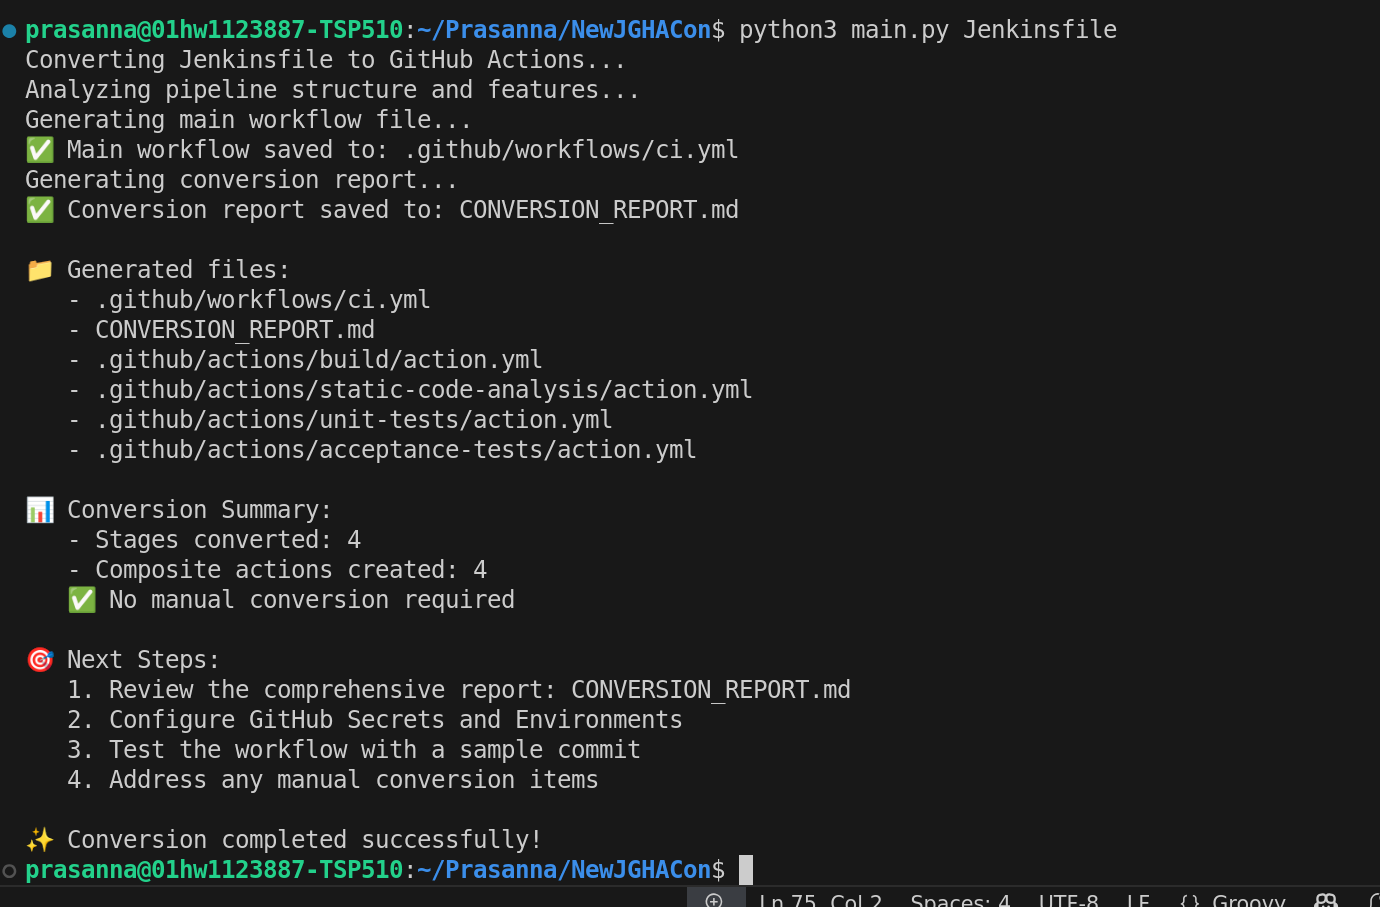 prasanna@01hw1123887-TSP510:~/Prasanna/NewJGHACon$ python3 main.py Jenkinsfile
Converting Jenkinsfile to GitHub Actions...
Analyzing pipeline structure and features...
Generating main workflow file...
✅ Main workflow saved to: .github/workflows/ci.yml
Generating conversion report...
✅ Conversion report saved to: CONVERSION_REPORT.md
📁 Generated files:
- .github/workflows/ci.yml
- CONVERSION_REPORT.md
- .github/actions/build/action.yml
- .github/actions/static-code-analysis/action.yml
- .github/actions/unit-tests/action.yml
- .github/actions/acceptance-tests/action.yml
📊 Conversion Summary:
- Stages converted: 4
- Composite actions created: 4
✅ No manual conversion required
🎯 Next Steps:
1. Review the comprehensive report: CONVERSION_REPORT.md
2. Configure GitHub Secrets and Environments
3. Test the workflow with a sample commit
4. Address any manual conversion items
✨ Conversion completed successfully!
prasanna@01hw1123887-TSP510:~/Prasanna/NewJGHACon$
Ln 75, Col 2 Spaces: 4 UTF-8 LF {} Groovy